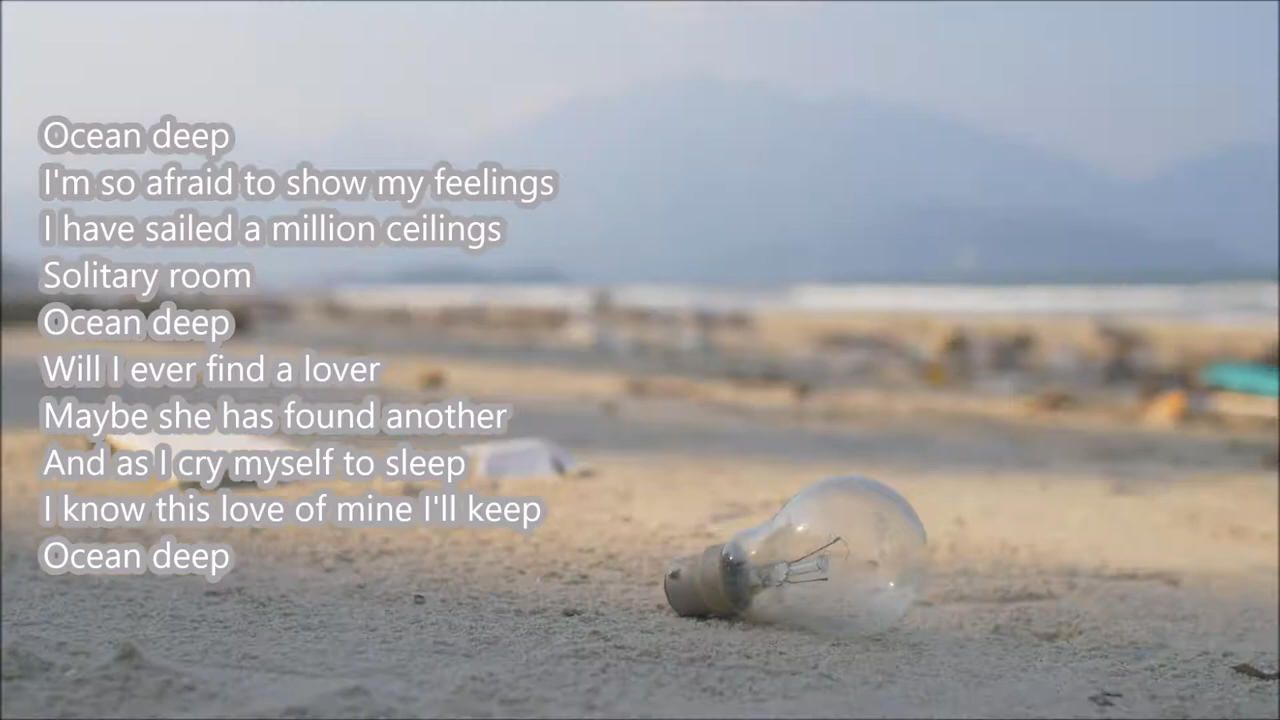 Ocean deep
I'm so afraid to show my feelings
I have sailed a million ceilings
Solitary room
Ocean deep
Will I ever find a lover
Maybe she has found another
And as I cry myself to sleep
I know this love of mine I'll keep
Ocean deep